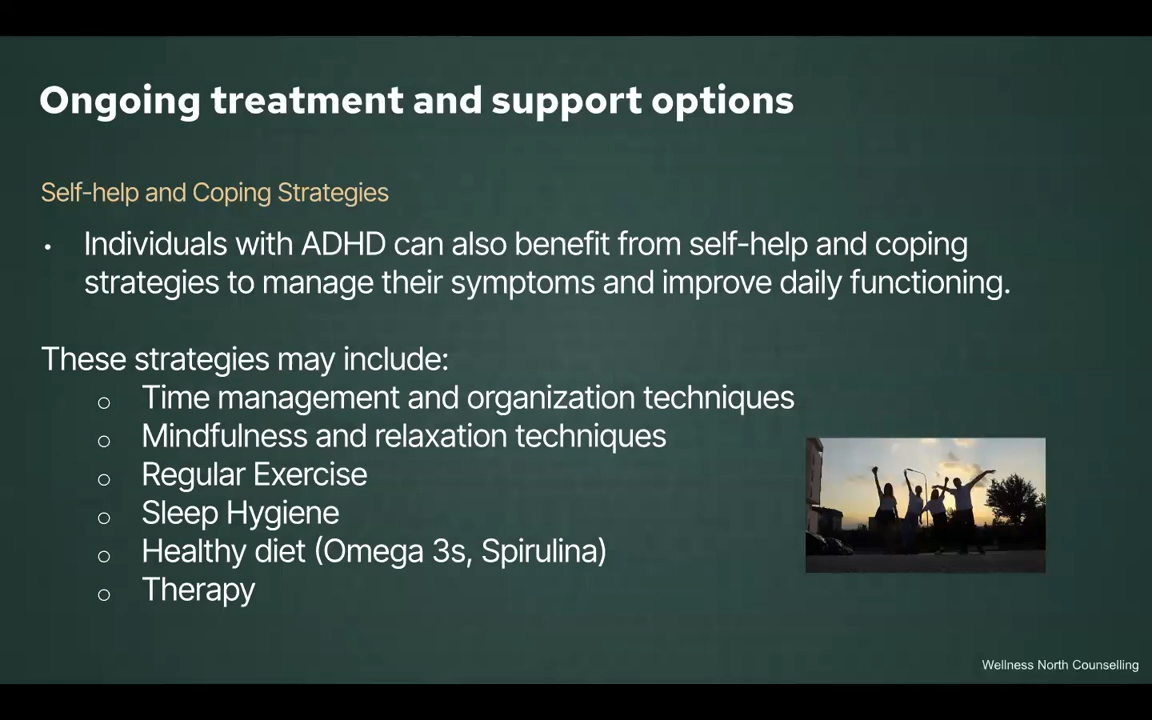 Ongoing treatment and support options
Self-help and Coping Strategies
• Individuals with ADHD can also benefit from self-help and coping
strategies to manage their symptoms and improve daily functioning.
These strategies may include:
○ Time management and organization techniques
○ Mindfulness and relaxation techniques
○ Regular Exercise
○ Sleep Hygiene
○ Healthy diet (Omega 3s, Spirulina)
○ Therapy
Wellness North Counselling